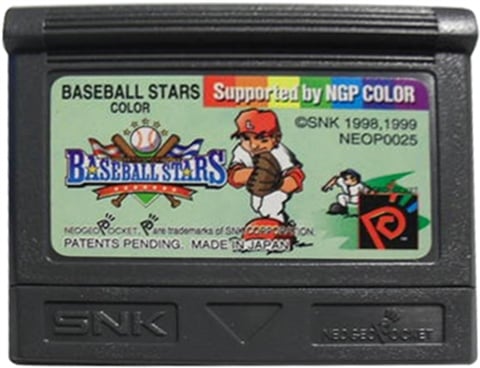 BASEBALL STARS
COLOR
Supported by NGP COLOR
©SNK 1998,1999
NEOP0025
BASEBALL STARS
NEOGEO POCKET, P are trademarks of SNK CORPORATION.
PATENTS PENDING. MADE IN JAPAN
SNK
NEOGEO POCKET